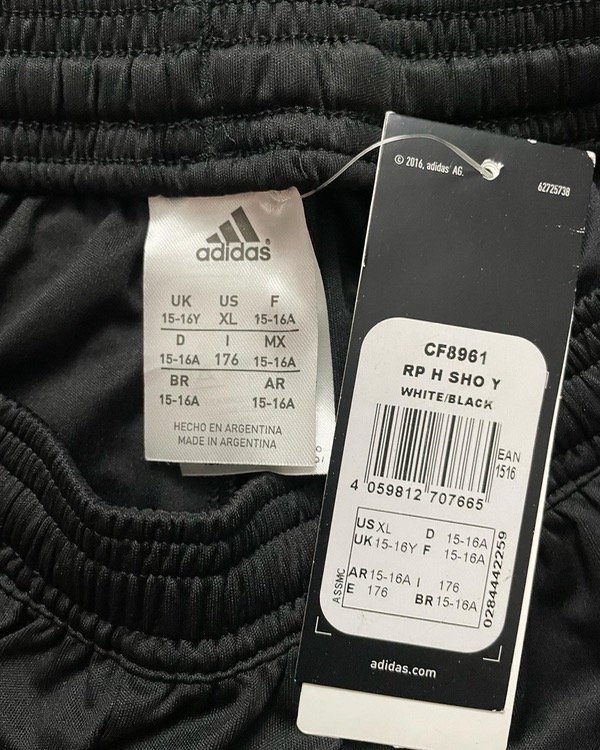 adidas
UK US F
15-16Y XL 15-16A
D I MX
15-16A 176 15-16A
BR AR
15-16A 15-16A
HECHO EN ARGENTINA
MADE IN ARGENTINA
© 2016, adidas AG.
62725738
CF8961
RP H SHO Y
WHITE/BLACK
EAN
1516
4 059812 707665
US XL D 15-16A
UK 15-16Y F 15-16A
AR 15-16A I 176
E 176 BR 15-16A
ASSMC
0284442259
adidas.com